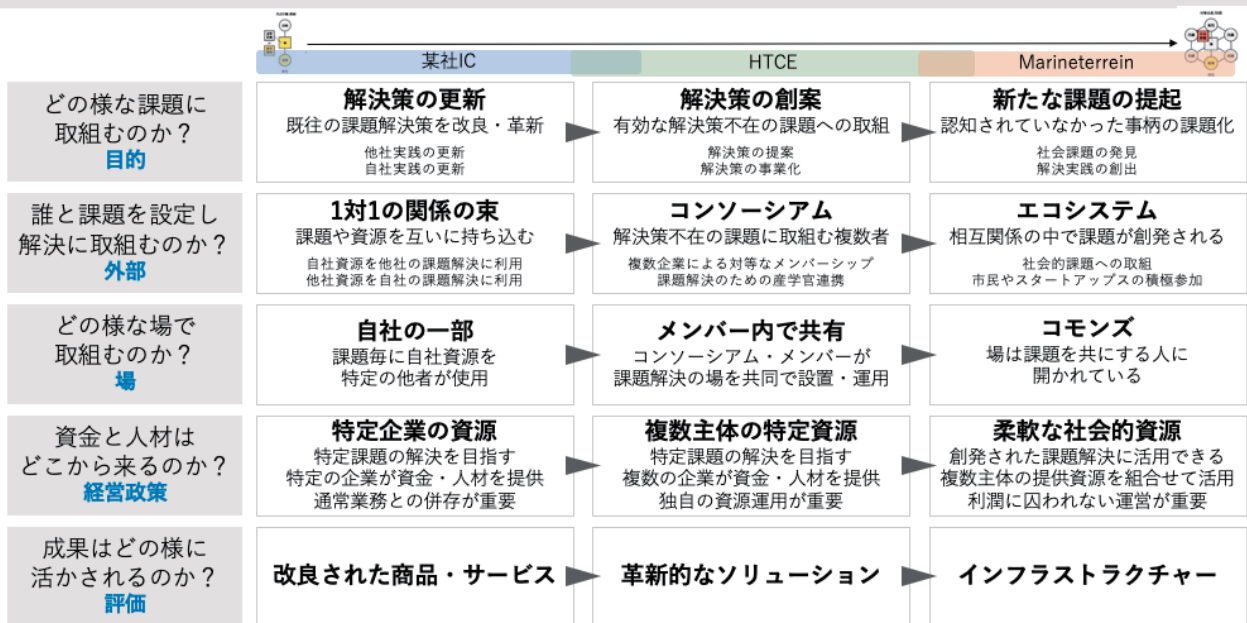 某社IC
HTCE
Marineterrein
どの様な課題に
取組むのか？
目的
解決策の更新
既往の課題解決策を改良・革新
他社実践の更新
自社実践の更新
解決策の創案
有効な解決策不在の課題への取組
解決策の提案
解決策の事業化
新たな課題の提起
認知されていなかった事柄の課題化
社会課題の発見
解決実践の創出
誰と課題を設定し
解決に取組むのか？
外部
1対1の関係の束
課題や資源を互いに持ち込む
自社資源を他社の課題解決に利用
他社資源を自社の課題解決に利用
コンソーシアム
解決策不在の課題に取組む複数者
複数企業による対等なメンバーシップ
課題解決のための産学官連携
エコシステム
相互関係の中で課題が創発される
社会的課題への取組
市民やスタートアップスの積極参加
どの様な場で
取組むのか？
場
自社の一部
課題毎に自社資源を
特定の他者が使用
メンバー内で共有
コンソーシアム・メンバーが
課題解決の場を共同で設置・運用
コモンズ
場は課題を共にする人に
開かれている
資金と人材は
どこから来るのか？
経営政策
特定企業の資源
特定課題の解決を目指す
特定の企業が資金・人材を提供
通常業務との併存が重要
複数主体の特定資源
特定課題の解決を目指す
複数の企業が資金・人材を提供
独自の資源運用が重要
柔軟な社会的資源
創発された課題解決に活用できる
複数主体の提供資源を組合せて活用
利潤に囚われない運営が重要
成果はどの様に
活かされるのか？
評価
改良された商品・サービス
革新的なソリューション
インフラストラクチャー